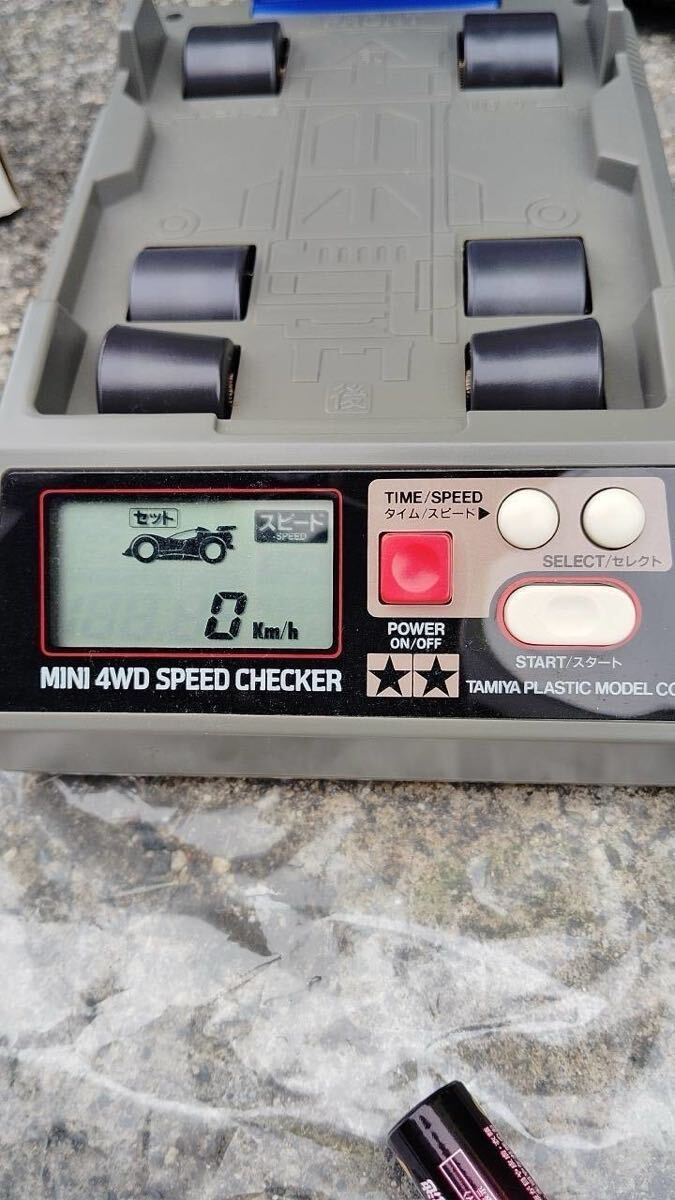 後
セット
スピード
SPEED
0 Km/h
MINI 4WD SPEED CHECKER
TIME/SPEED
タイム/スピード▶
SELECT/セレクト
POWER
ON/OFF
START/スタート
TAMIYA PLASTIC MODEL CO